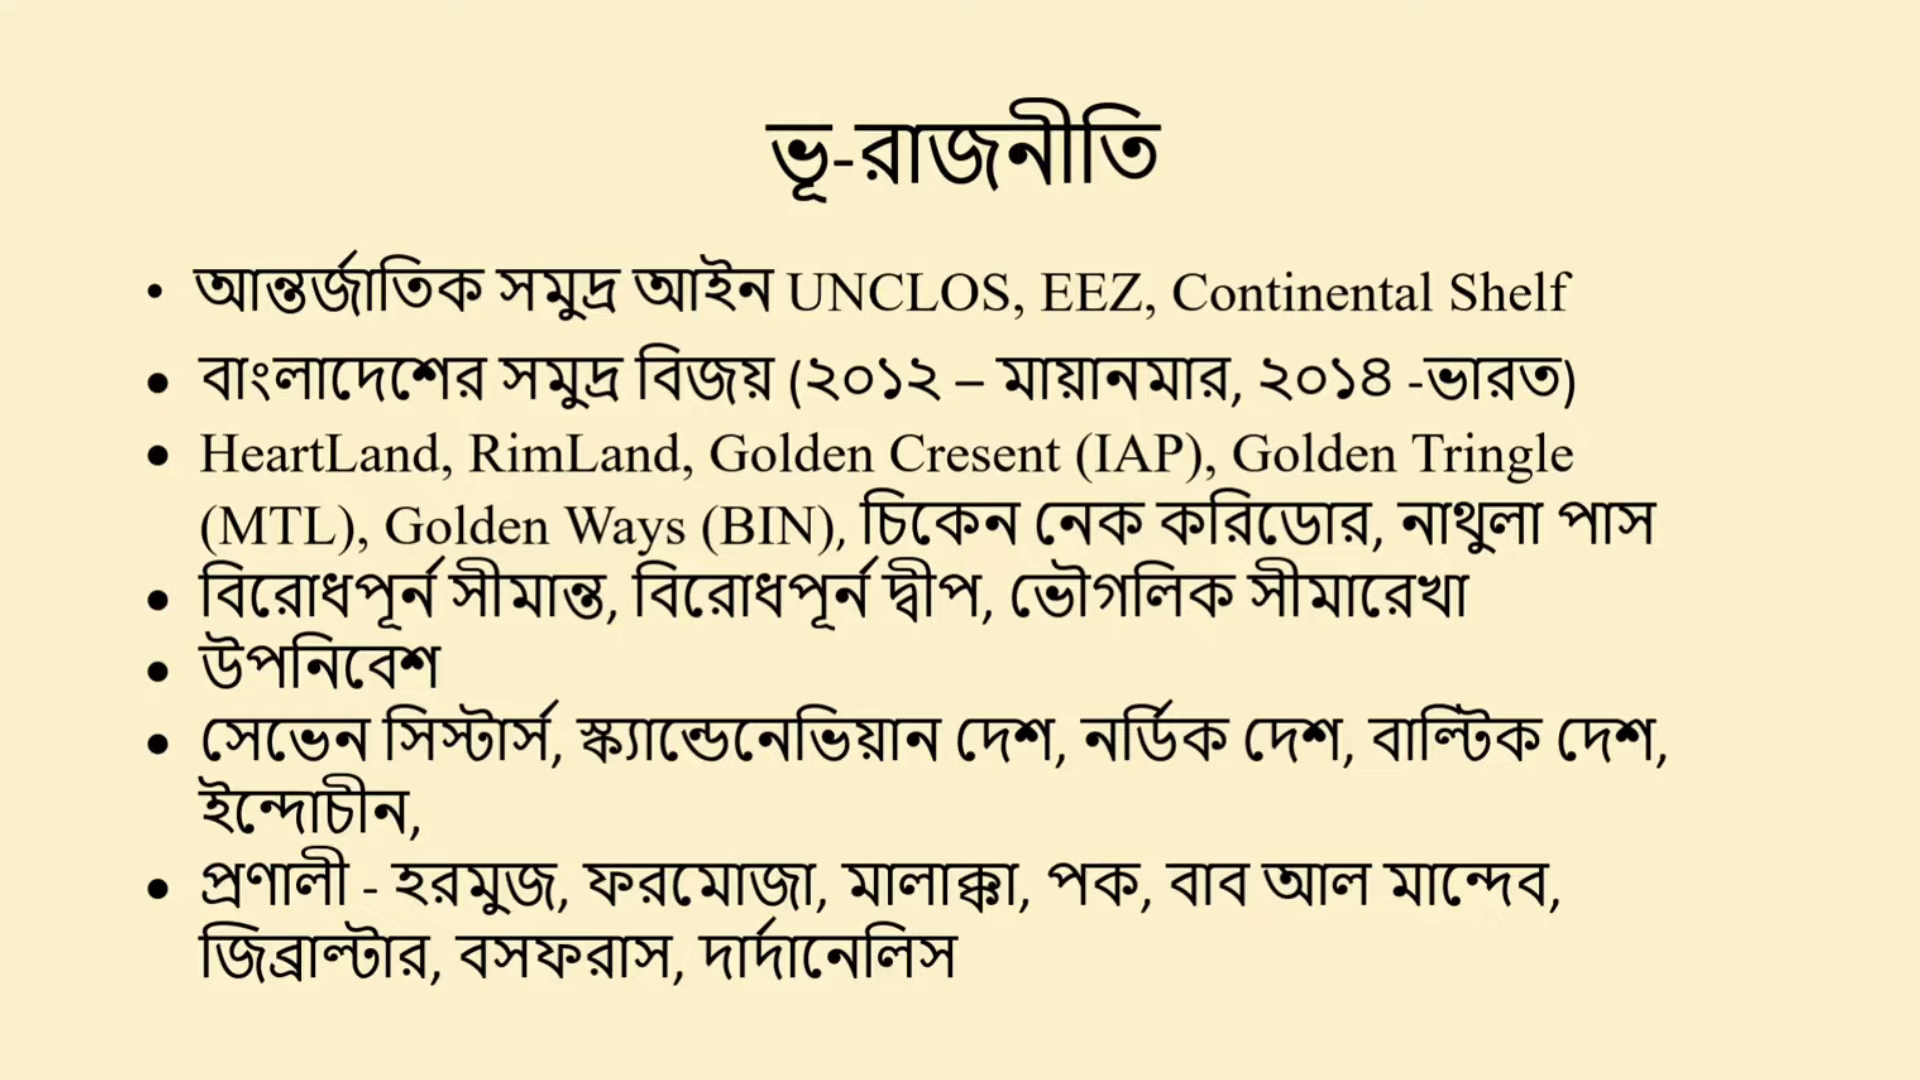 ভূ-রাজনীতি
• আন্তর্জাতিক সমুদ্র আইন UNCLOS, EEZ, Continental Shelf
• বাংলাদেশের সমুদ্র বিজয় (২০১২ – মায়ানমার, ২০১৪ -ভারত)
• HeartLand, RimLand, Golden Cresent (IAP), Golden Tringle
(MTL), Golden Ways (BIN), চিকেন নেক করিডোর, নাথুলা পাস
• বিরোধপূর্ন সীমান্ত, বিরোধপূর্ন দ্বীপ, ভৌগলিক সীমারেখা
• উপনিবেশ
• সেভেন সিস্টার্স, স্ক্যান্ডেনেভিয়ান দেশ, নর্ডিক দেশ, বাল্টিক দেশ,
ইন্দোচীন,
• প্রণালী - হরমুজ, ফরমোজা, মালাক্কা, পক, বাব আল মান্দেব,
জিব্রাল্টার, বসফরাস, দার্দানেলিস